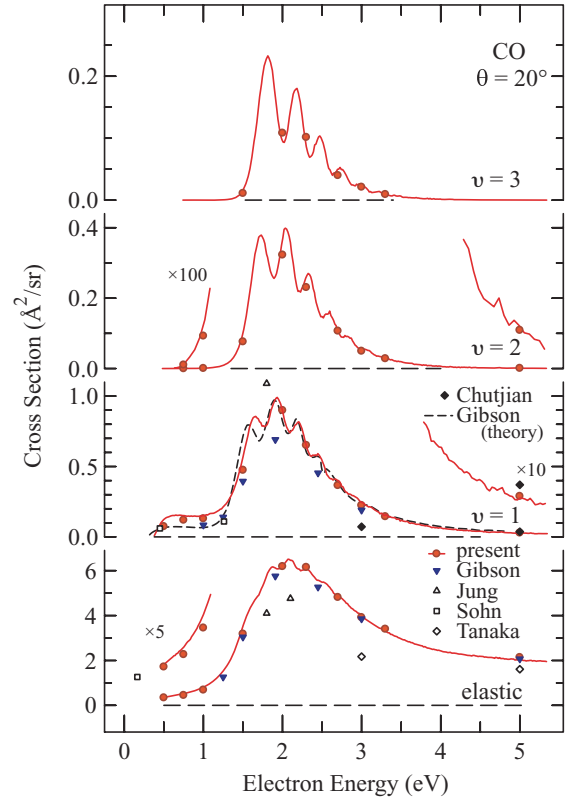 CO
θ = 20°
0.2
0.0
υ = 3
0.4
0.2
0.0
×100
υ = 2
1.0
0.5
0.0
Chutjian
Gibson
(theory)
×10
υ = 1
6
4
2
0
×5
present
Gibson
Jung
Sohn
Tanaka
elastic
0 1 2 3 4 5
Electron Energy (eV)
Cross Section (Å²/sr)